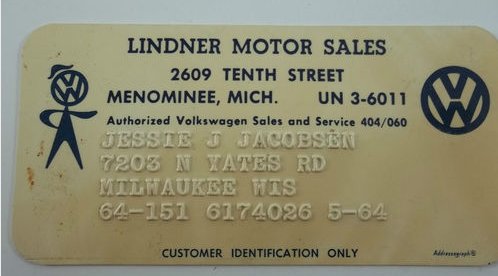 LINDNER MOTOR SALES
2609 TENTH STREET
MENOMINEE, MICH. UN 3-6011
Authorized Volkswagen Sales and Service 404/060
JESSIE J JACOBSEN
7203 N YATES RD
MILWAUKEE WIS
64-151 6174026 5-64
CUSTOMER IDENTIFICATION ONLY
Addressograph®